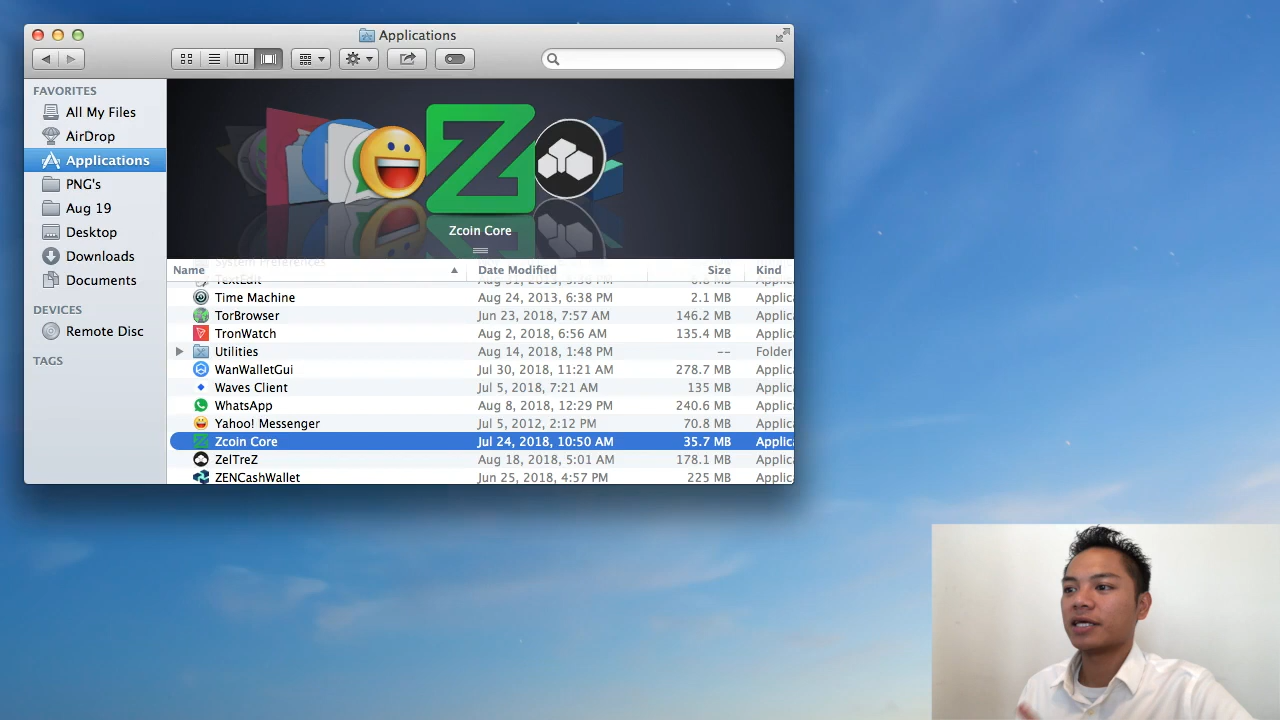 Applications
FAVORITES
All My Files
AirDrop
Applications
PNG's
Aug 19
Desktop
Downloads
Documents
DEVICES
Remote Disc
TAGS
Zcoin Core
Name Date Modified Size Kind
System Preferences
TextEdit
Time Machine Aug 24, 2013, 6:38 PM 2.1 MB Applic
TorBrowser Jun 23, 2018, 7:57 AM 146.2 MB Applic
TronWatch Aug 2, 2018, 6:56 AM 135.4 MB Applic
Utilities Aug 14, 2018, 1:48 PM -- Folder
WanWalletGui Jul 30, 2018, 11:21 AM 278.7 MB Applic
Waves Client Jul 5, 2018, 7:21 AM 135 MB Applic
WhatsApp Aug 8, 2018, 12:29 PM 240.6 MB Applic
Yahoo! Messenger Jul 5, 2012, 2:12 PM 70.8 MB Applic
Zcoin Core Jul 24, 2018, 10:50 AM 35.7 MB Applic
ZelTreZ Aug 18, 2018, 5:01 AM 178.1 MB Applic
ZENCashWallet Jun 25, 2018, 4:57 PM 225 MB Applic